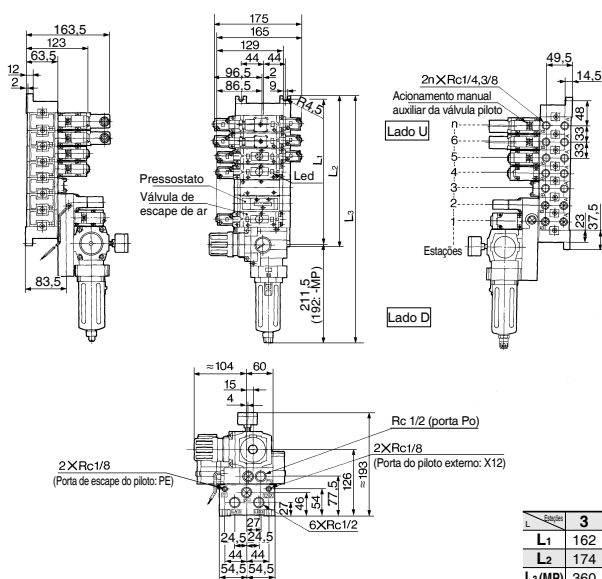 163,5
123
63,5
12
2
83,5
175
165
129
44 44
96,5 2
86,5 9
R4,5
L1
L2
L3
Led
Pressostato
Válvula de
escape de ar
211,5
(192: -MP)
49,5
14,5
2n×Rc1/4,3/8
Acionamento manual
auxiliar da válvula piloto
Lado U
n
6
5
4
3
2
1
48
33
33
23
37,5
Estações
Lado D
≈104 60
15
4
Rc 1/2 (porta Po)
2×Rc1/8
(Porta do piloto externo: X12)
2×Rc1/8
(Porta de escape do piloto: PE)
27
46
54
77,5
126
≈193
6×Rc1/2
27
24,5 24,5
44 44
54,5 54,5
L Estações 3
L1 162
L2 174
L3(MP) 360